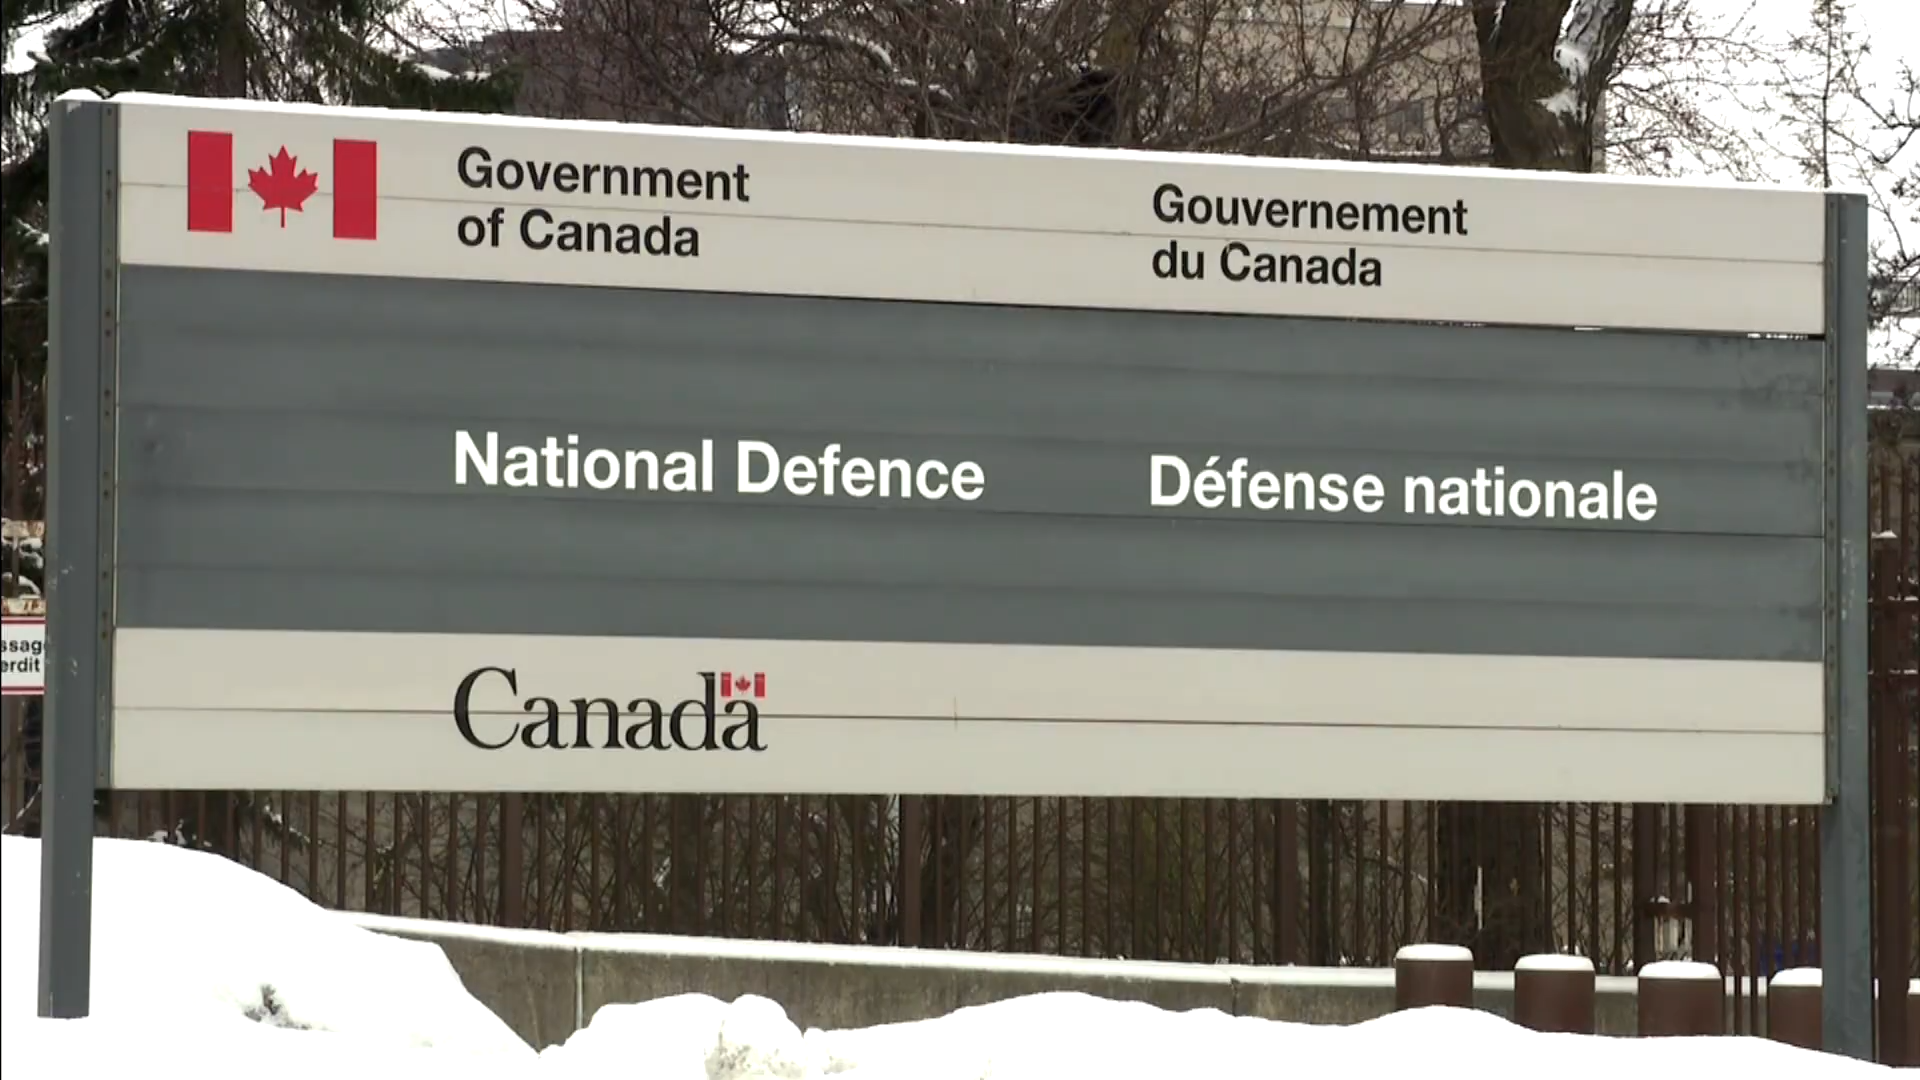 Government
of Canada
Gouvernement
du Canada
National Defence
Défense nationale
Canada